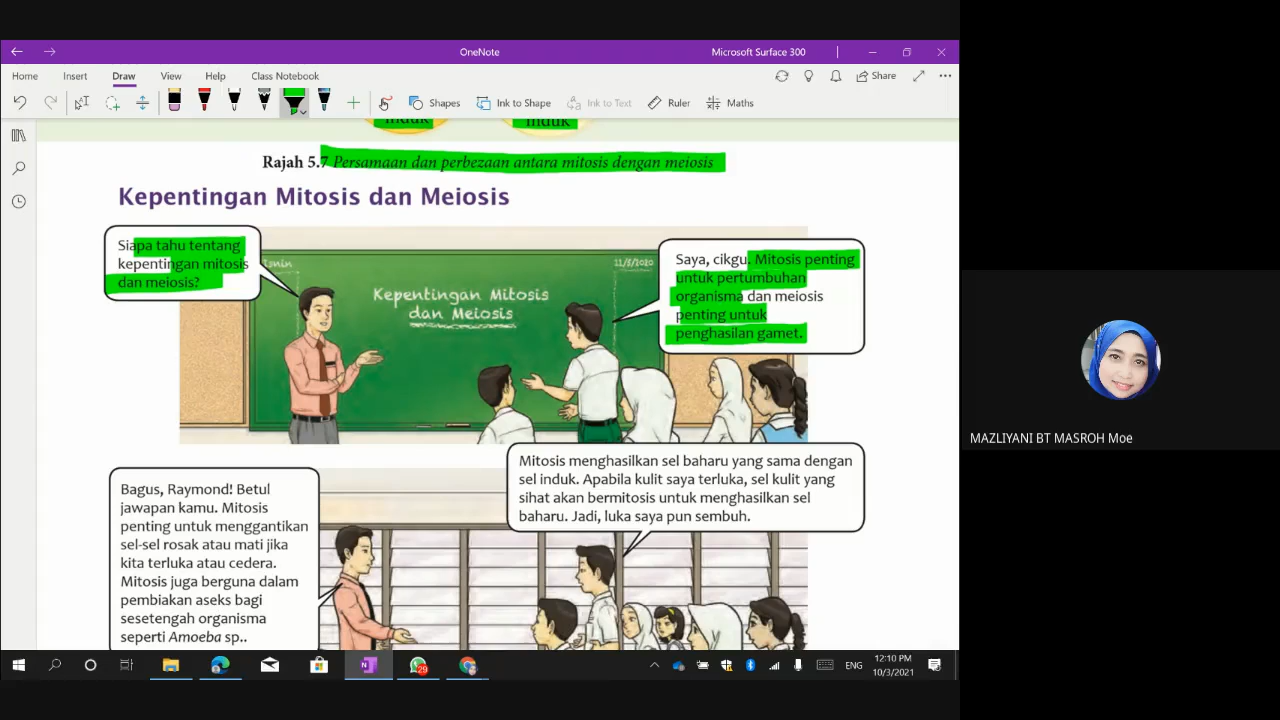 OneNote
Microsoft Surface 300
Home Insert Draw View Help Class Notebook
Share
Shapes Ink to Shape Ink to Text Ruler Maths
induk induk
Rajah 5.7 Persamaan dan perbezaan antara mitosis dengan meiosis
Kepentingan Mitosis dan Meiosis
Siapa tahu tentang
kepentingan mitosis
dan meiosis?
Isnin
11/5/2020
Kepentingan Mitosis
dan Meiosis
Saya, cikgu. Mitosis penting
untuk pertumbuhan
organisma dan meiosis
penting untuk
penghasilan gamet.
Mitosis menghasilkan sel baharu yang sama dengan
sel induk. Apabila kulit saya terluka, sel kulit yang
sihat akan bermitosis untuk menghasilkan sel
baharu. Jadi, luka saya pun sembuh.
Bagus, Raymond! Betul
jawapan kamu. Mitosis
penting untuk menggantikan
sel-sel rosak atau mati jika
kita terluka atau cedera.
Mitosis juga berguna dalam
pembiakan aseks bagi
sesetengah organisma
seperti Amoeba sp..
MAZLIYANI BT MASROH Moe
29
ENG
12:10 PM
10/3/2021